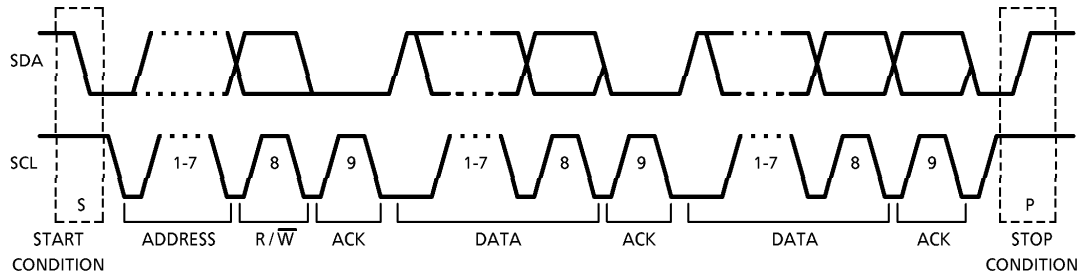 SDA
SCL
1-7
8
9
1-7
8
9
1-7
8
9
S
P
START
CONDITION
ADDRESS
R / W̅
ACK
DATA
ACK
DATA
ACK
STOP
CONDITION